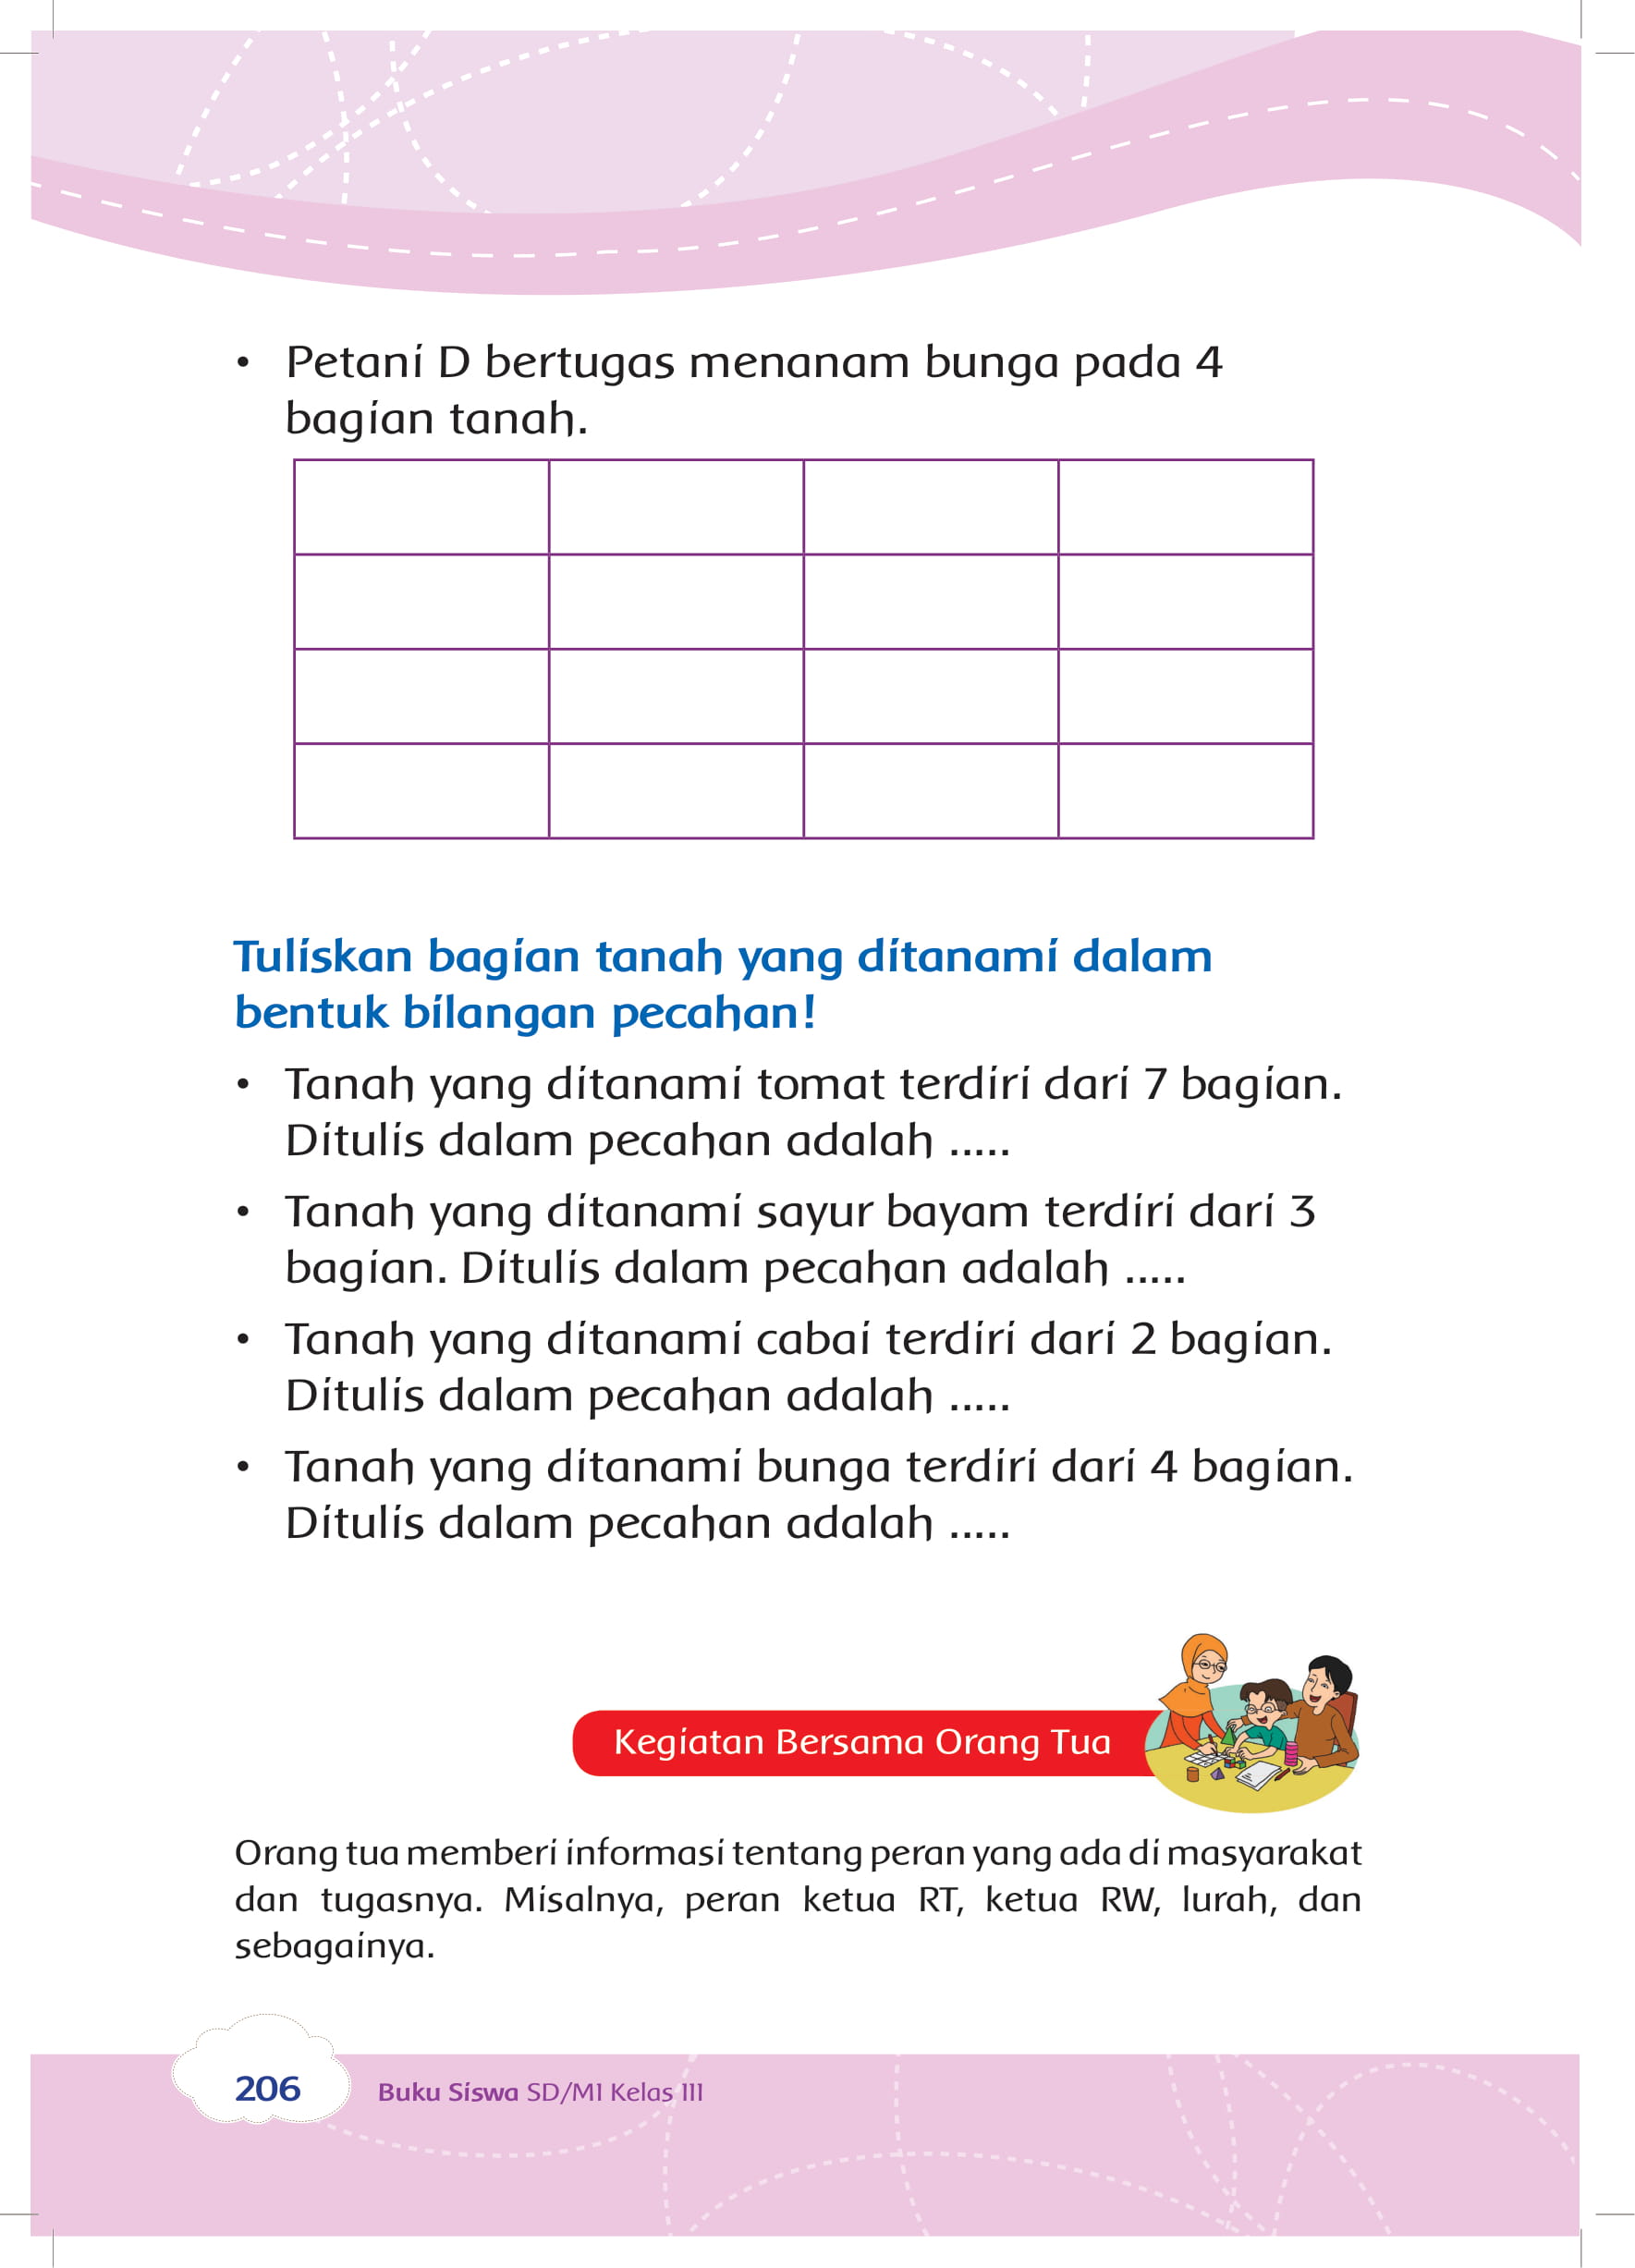 • Petani D bertugas menanam bunga pada 4
bagian tanah.
Tuliskan bagian tanah yang ditanami dalam
bentuk bilangan pecahan!
• Tanah yang ditanami tomat terdiri dari 7 bagian.
Ditulis dalam pecahan adalah .....
• Tanah yang ditanami sayur bayam terdiri dari 3
bagian. Ditulis dalam pecahan adalah .....
• Tanah yang ditanami cabai terdiri dari 2 bagian.
Ditulis dalam pecahan adalah .....
• Tanah yang ditanami bunga terdiri dari 4 bagian.
Ditulis dalam pecahan adalah .....
Kegiatan Bersama Orang Tua
Orang tua memberi informasi tentang peran yang ada di masyarakat
dan tugasnya. Misalnya, peran ketua RT, ketua RW, lurah, dan
sebagainya.
206 Buku Siswa SD/MI Kelas III